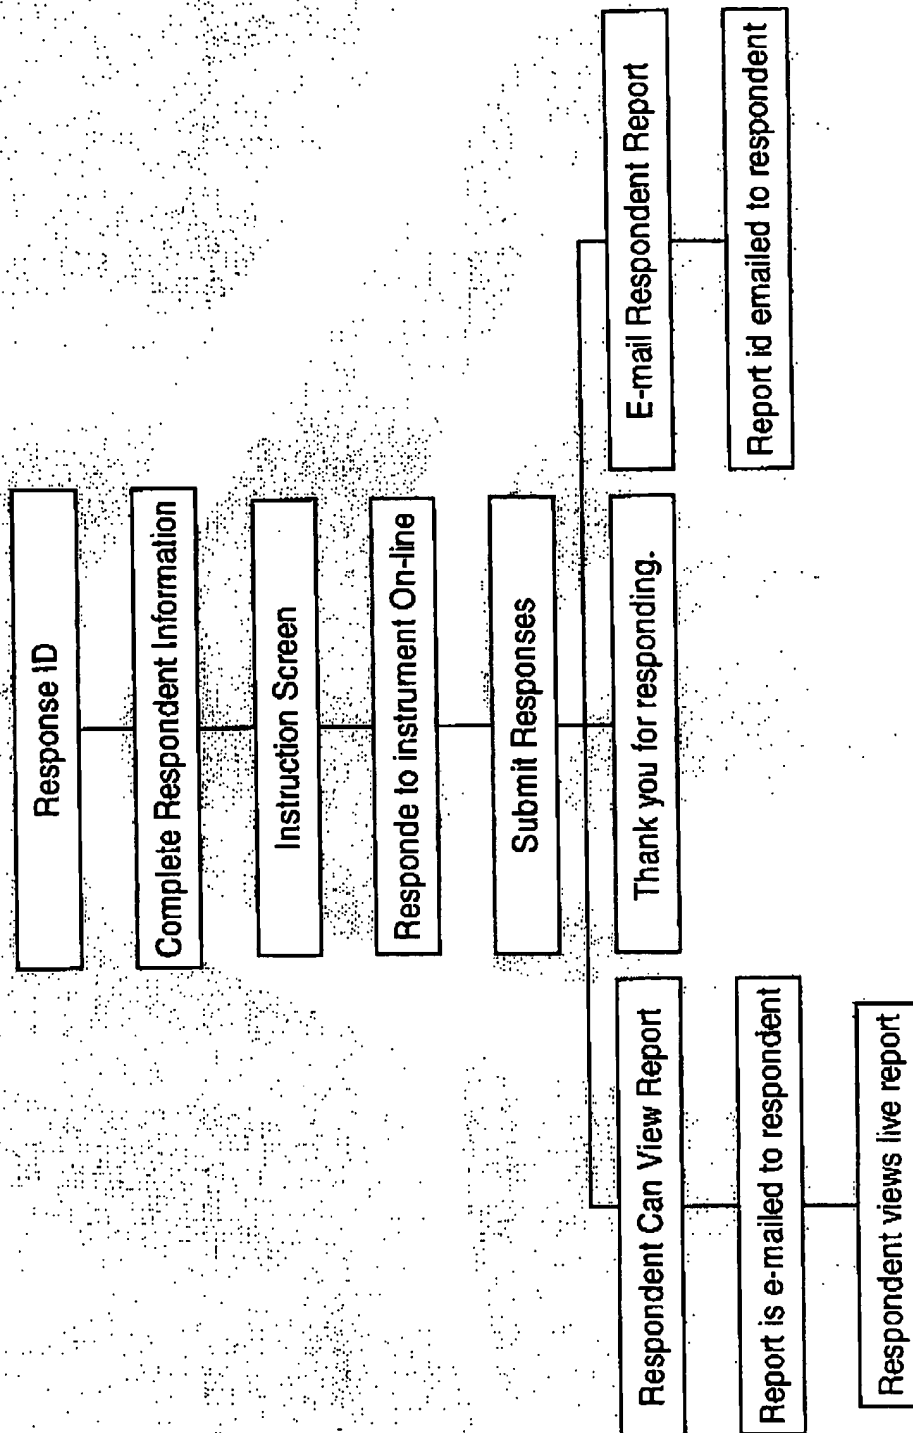 Response ID
Complete Respondent Information
Instruction Screen
Responde to instrument On-line
Submit Responses
Respondent Can View Report
Thank you for responding.
E-mail Respondent Report
Report is e-mailed to respondent
Report id emailed to respondent
Respondent views live report